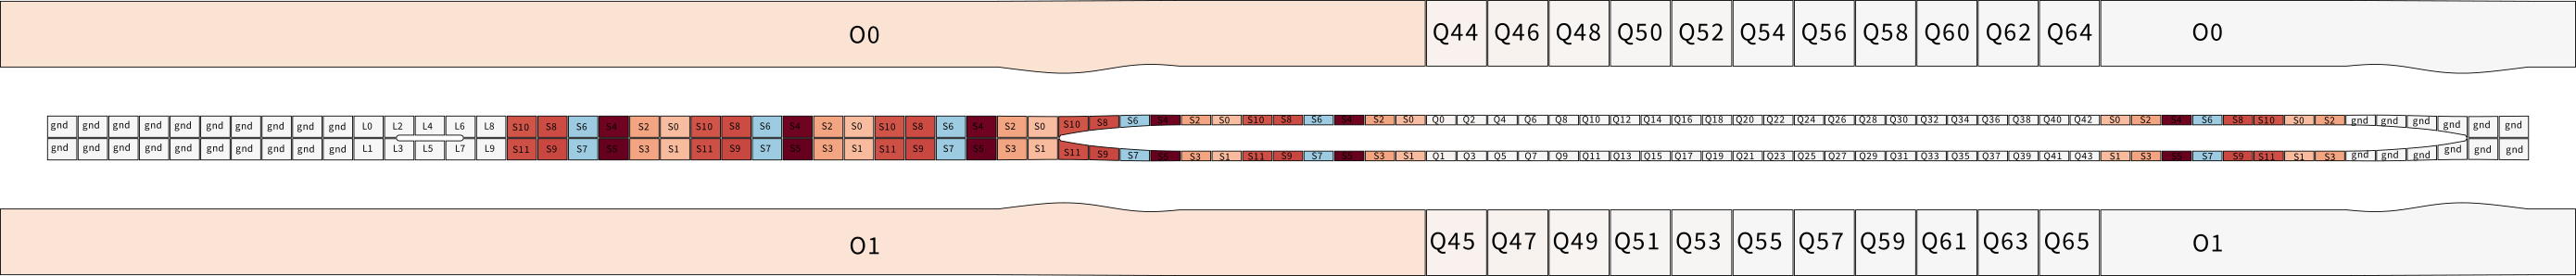 O0 Q44 Q46 Q48 Q50 Q52 Q54 Q56 Q58 Q60 Q62 Q64 O0
gnd gnd gnd gnd gnd gnd gnd gnd gnd gnd L0 L2 L4 L6 L8 S10 S8 S6 S4 S2 S0 S10 S8 S6 S4 S2 S0 S10 S8 S6 S4 S2 S0 S10 S8 S6 S4 S2 S0 S10 S8 S6 S4 S2 S0 Q0 Q2 Q4 Q6 Q8 Q10 Q12 Q14 Q16 Q18 Q20 Q22 Q24 Q26 Q28 Q30 Q32 Q34 Q36 Q38 Q40 Q42 S0 S2 S4 S6 S8 S10 S0 S2 gnd gnd gnd gnd gnd gnd
gnd gnd gnd gnd gnd gnd gnd gnd gnd gnd L1 L3 L5 L7 L9 S11 S9 S7 S5 S3 S1 S11 S9 S7 S5 S3 S1 S11 S9 S7 S5 S3 S1 S11 S9 S7 S5 S3 S1 S11 S9 S7 S5 S3 S1 Q1 Q3 Q5 Q7 Q9 Q11 Q13 Q15 Q17 Q19 Q21 Q23 Q25 Q27 Q29 Q31 Q33 Q35 Q37 Q39 Q41 Q43 S1 S3 S5 S7 S9 S11 S1 S3 gnd gnd gnd gnd gnd gnd
O1 Q45 Q47 Q49 Q51 Q53 Q55 Q57 Q59 Q61 Q63 Q65 O1